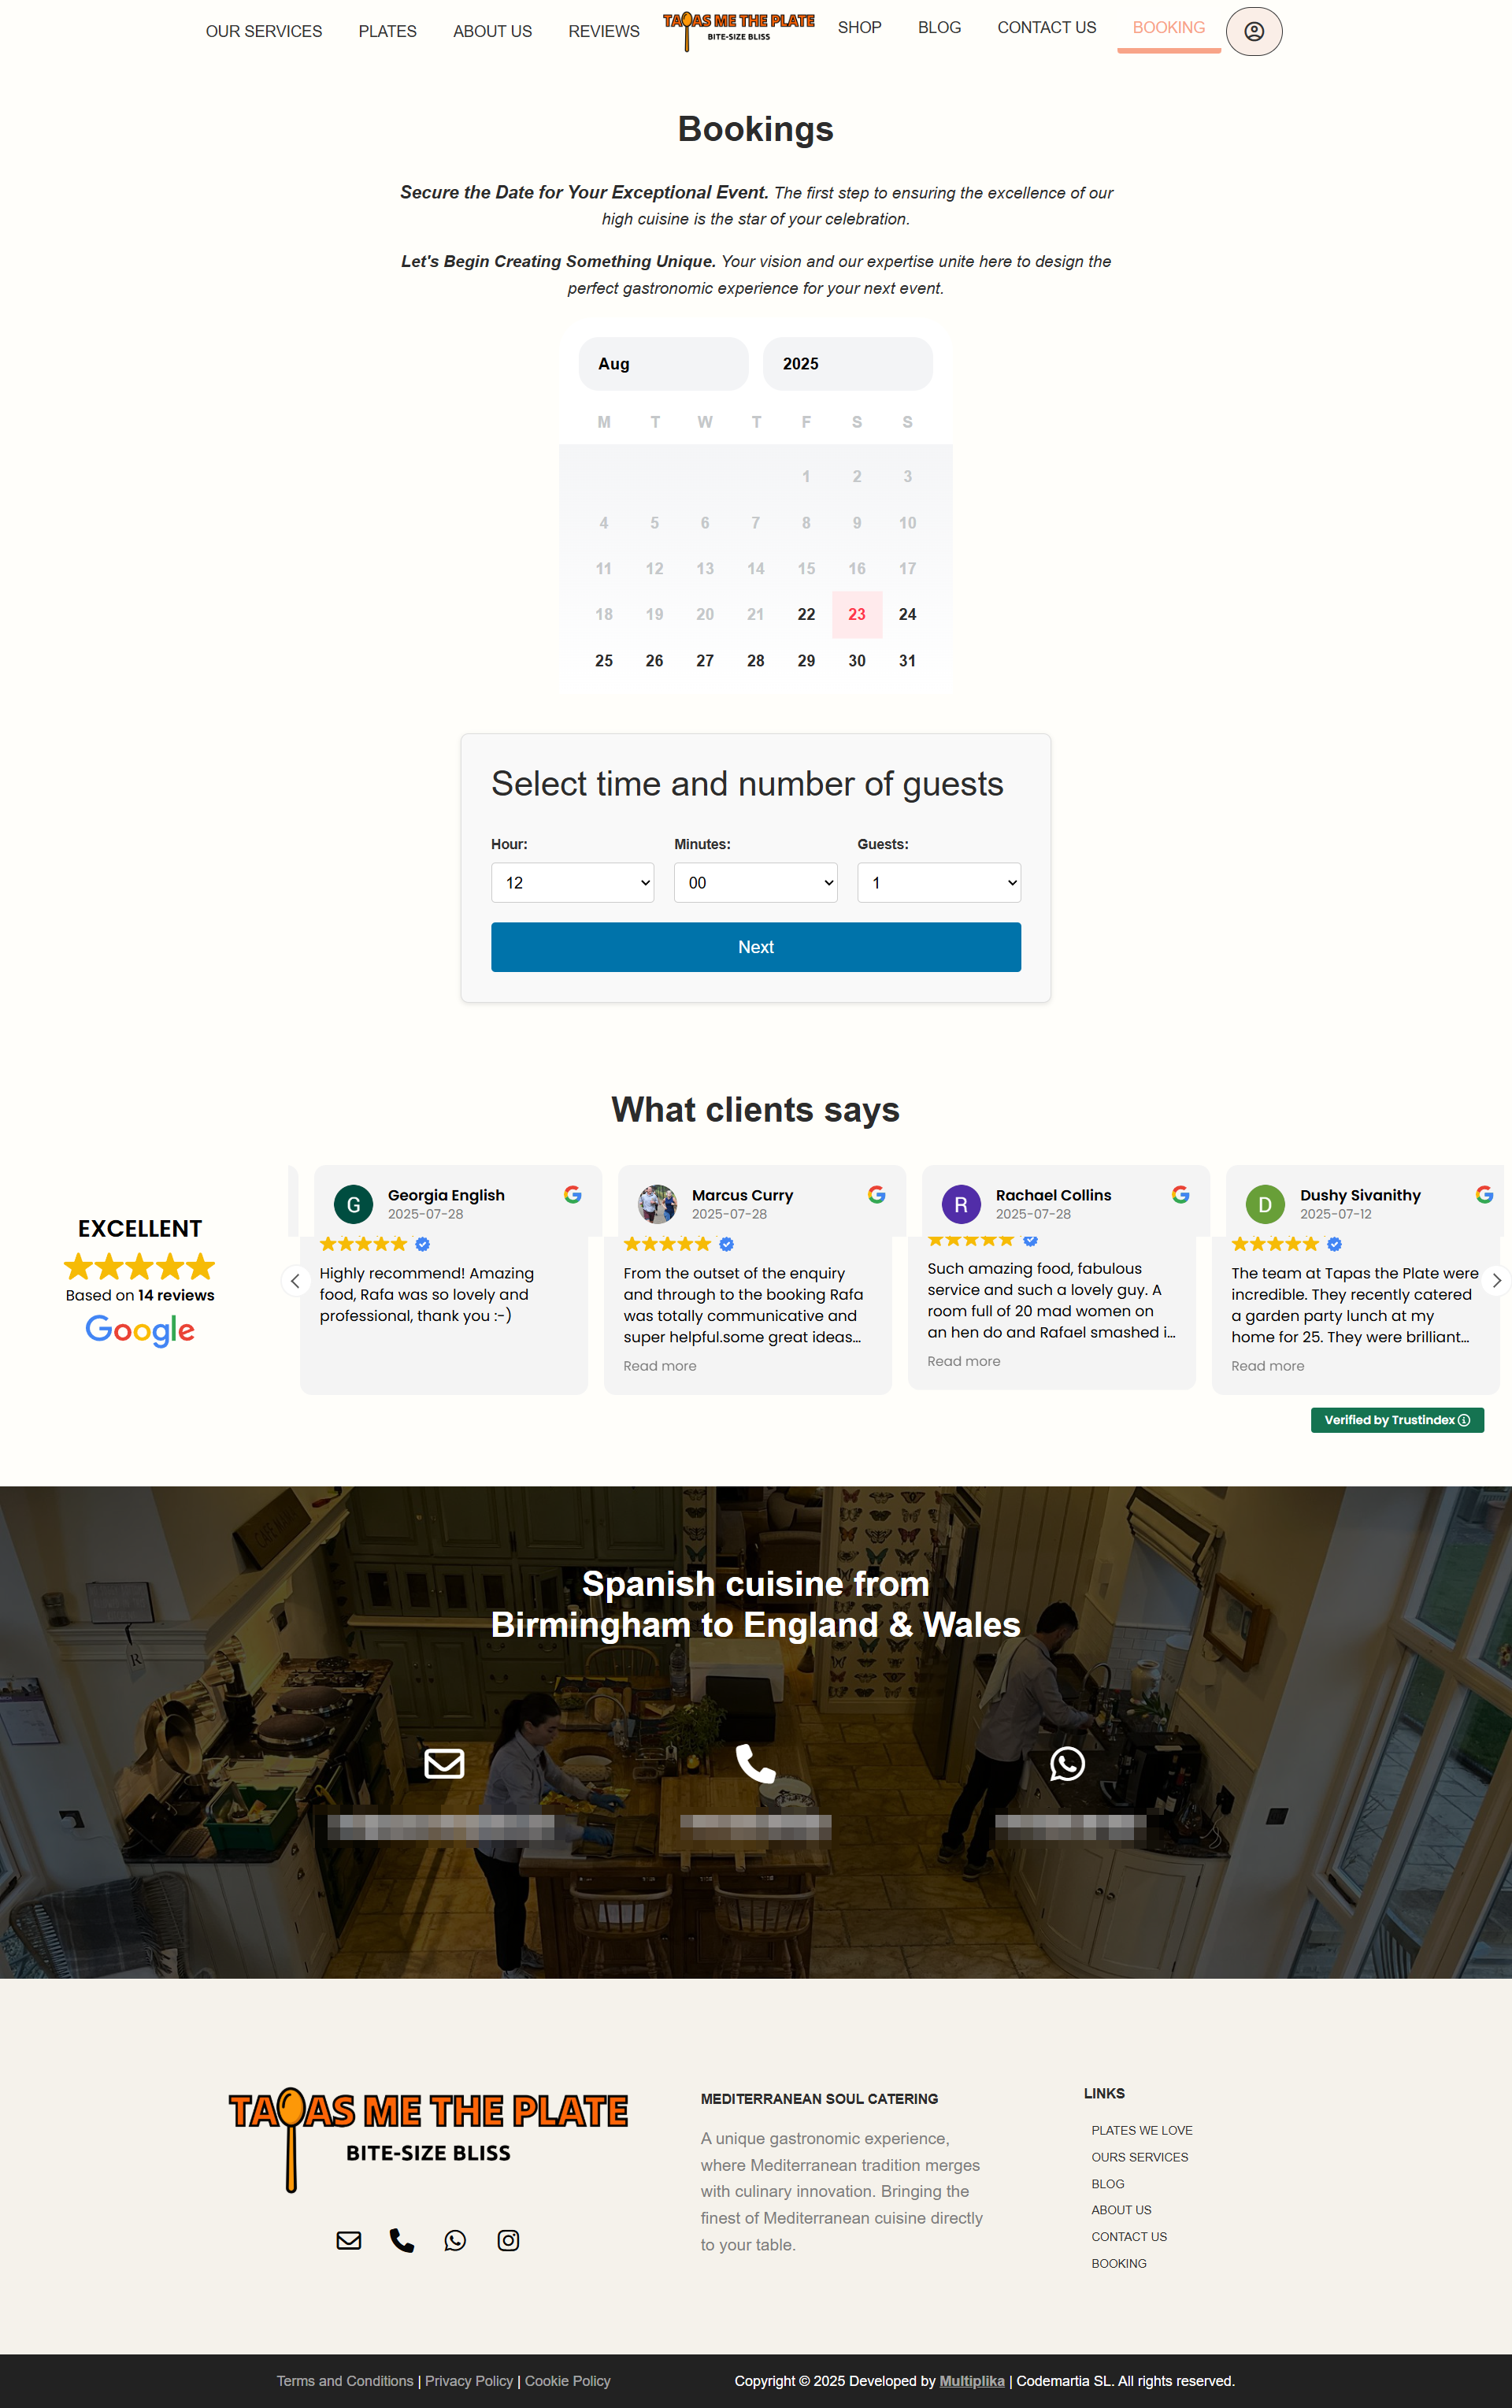 OUR SERVICES PLATES ABOUT US REVIEWS TAPAS ME THE PLATE SHOP BLOG CONTACT US BOOKING
BITE-SIZE BLISS
Bookings
Secure the Date for Your Exceptional Event. The first step to ensuring the excellence of our
high cuisine is the star of your celebration.
Let's Begin Creating Something Unique. Your vision and our expertise unite here to design the
perfect gastronomic experience for your next event.
Aug 2025
M T W T F S S
1 2 3
4 5 6 7 8 9 10
11 12 13 14 15 16 17
18 19 20 21 22 23 24
25 26 27 28 29 30 31
Select time and number of guests
Hour: Minutes: Guests:
12 00 1
Next
What clients says
EXCELLENT
Based on 14 reviews
Google
G Georgia English
2025-07-28
Highly recommend! Amazing
food, Rafa was so lovely and
professional, thank you :-)
Marcus Curry
2025-07-28
From the outset of the enquiry
and through to the booking Rafa
was totally communicative and
super helpful.some great ideas...
Read more
R Rachael Collins
2025-07-28
Such amazing food, fabulous
service and such a lovely guy. A
room full of 20 mad women on
an hen do and Rafael smashed i...
Read more
D Dushy Sivanithy
2025-07-12
The team at Tapas the Plate were
incredible. They recently catered
a garden party lunch at my
home for 25. They were brilliant...
Read more
Verified by Trustindex
Spanish cuisine from
Birmingham to England & Wales
TAPAS ME THE PLATE
BITE-SIZE BLISS
MEDITERRANEAN SOUL CATERING
A unique gastronomic experience,
where Mediterranean tradition merges
with culinary innovation. Bringing the
finest of Mediterranean cuisine directly
to your table.
LINKS
PLATES WE LOVE
OURS SERVICES
BLOG
ABOUT US
CONTACT US
BOOKING
Terms and Conditions | Privacy Policy | Cookie Policy
Copyright © 2025 Developed by Multiplika | Codemartia SL. All rights reserved.